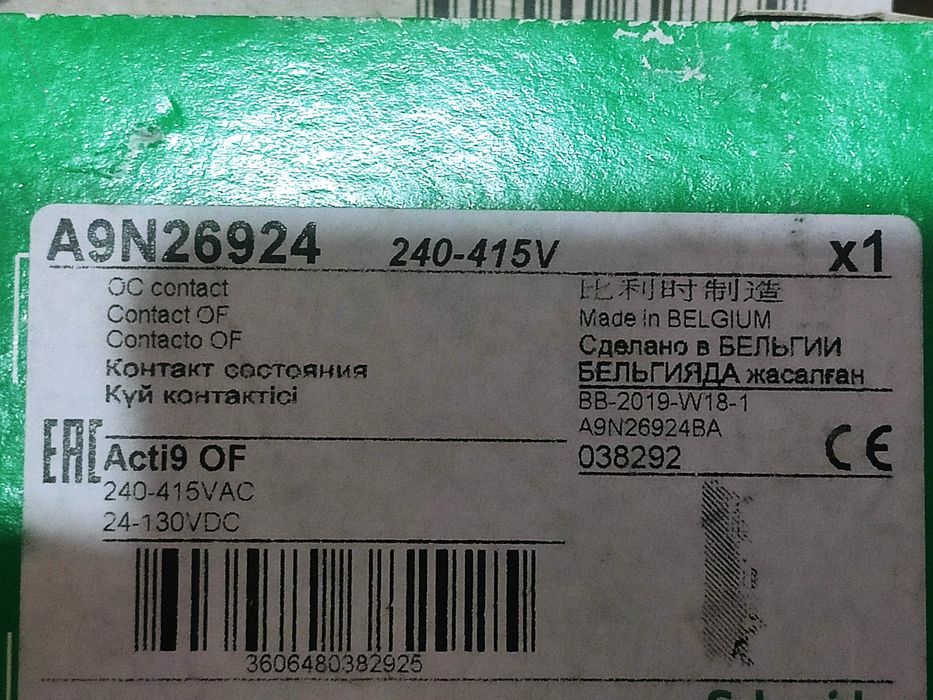 A9N26924 240-415V x1
OC contact
Contact OF
Contacto OF
Контакт состояния
Күй контактісі
比利时制造
Made in BELGIUM
Сделано в БЕЛЬГИИ
БЕЛЬГИЯДА жасалған
BB-2019-W18-1
A9N26924BA
038292
CE
EAC
Acti9 OF
240-415VAC
24-130VDC
3606480382925